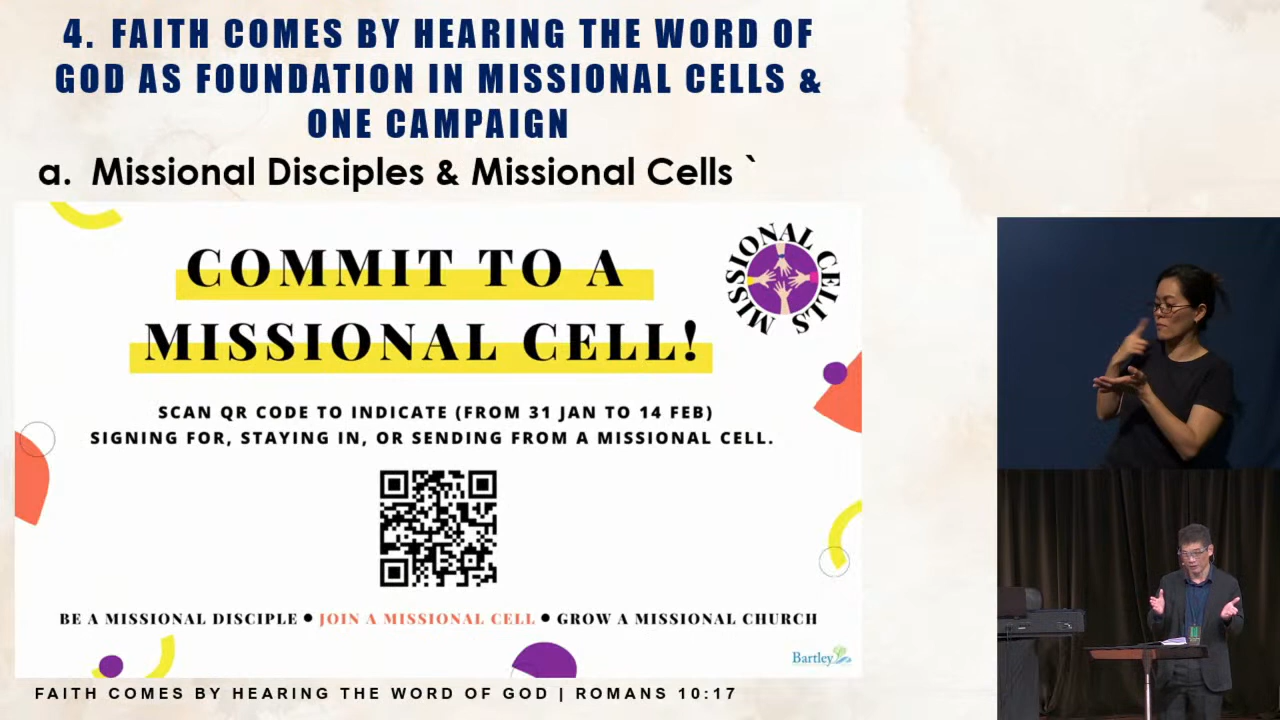 4. FAITH COMES BY HEARING THE WORD OF
GOD AS FOUNDATION IN MISSIONAL CELLS &
ONE CAMPAIGN
a. Missional Disciples & Missional Cells `
COMMIT TO A
MISSIONAL CELL!
MISSIONAL CELLS
SCAN QR CODE TO INDICATE (FROM 31 JAN TO 14 FEB)
SIGNING FOR, STAYING IN, OR SENDING FROM A MISSIONAL CELL.
BE A MISSIONAL DISCIPLE ● JOIN A MISSIONAL CELL ● GROW A MISSIONAL CHURCH
Bartley
FAITH COMES BY HEARING THE WORD OF GOD | ROMANS 10:17